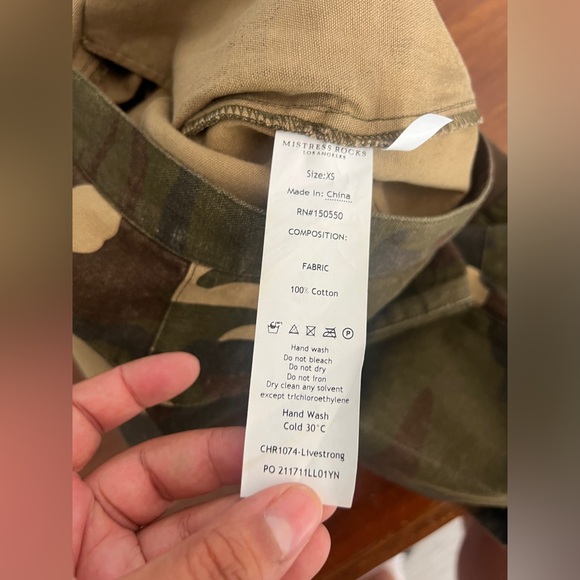 MISTRESS ROCKS
LOS ANGELES
Size:XS
Made in: China
RN#150550
COMPOSITION:
FABRIC
100% Cotton
P
Hand wash
Do not bleach
Do not dry
Do not iron
Dry clean any solvent
except trichloroethylene
Hand Wash
Cold 30°C
CHR1074-Livestrong
PO 211711LL01YN